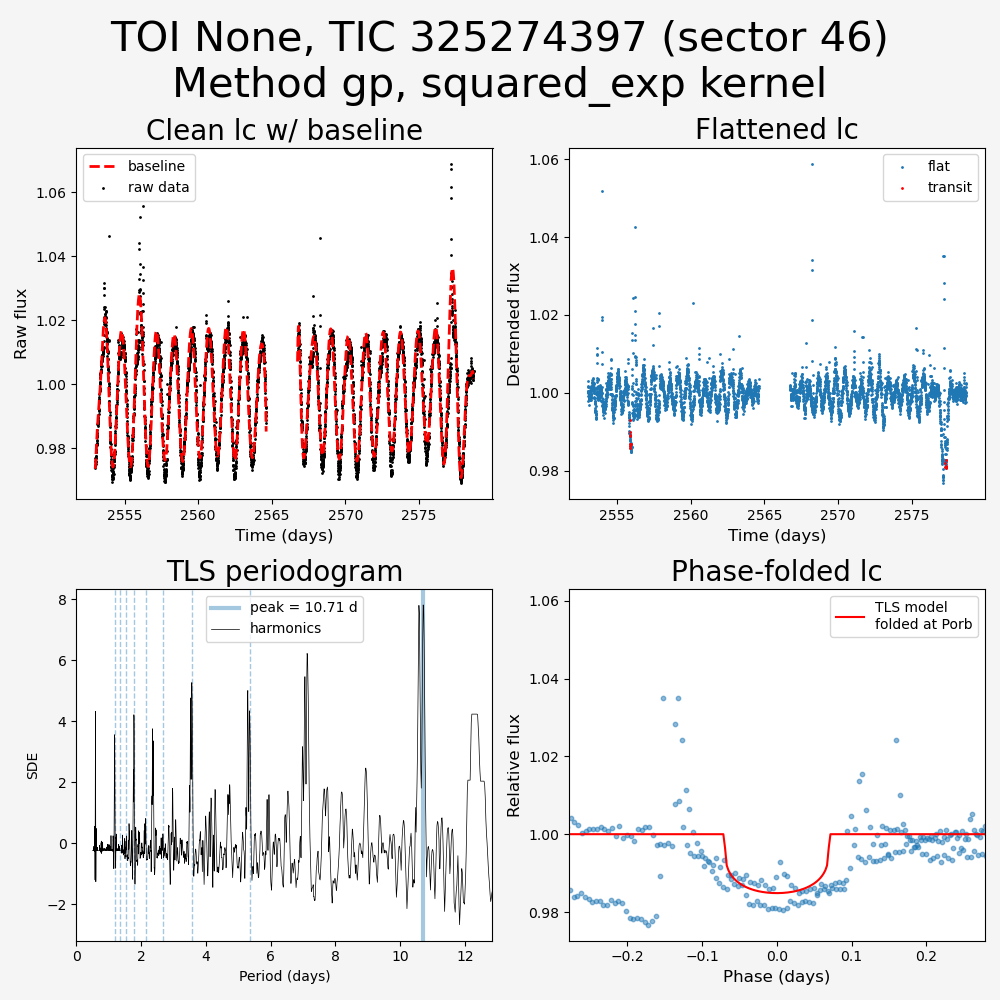 TOI None, TIC 325274397 (sector 46)
Method gp, squared_exp kernel
Clean lc w/ baseline
baseline
raw data
1.06
1.04
1.02
1.00
0.98
Raw flux
2555
2560
2565
2570
2575
Time (days)
Flattened lc
flat
transit
1.06
1.04
1.02
1.00
0.98
Detrended flux
2555
2560
2565
2570
2575
Time (days)
TLS periodogram
peak = 10.71 d
harmonics
8
6
4
2
0
−2
SDE
0
2
4
6
8
10
12
Period (days)
Phase-folded lc
TLS model
folded at Porb
1.06
1.04
1.02
1.00
0.98
Relative flux
−0.2
−0.1
0.0
0.1
0.2
Phase (days)